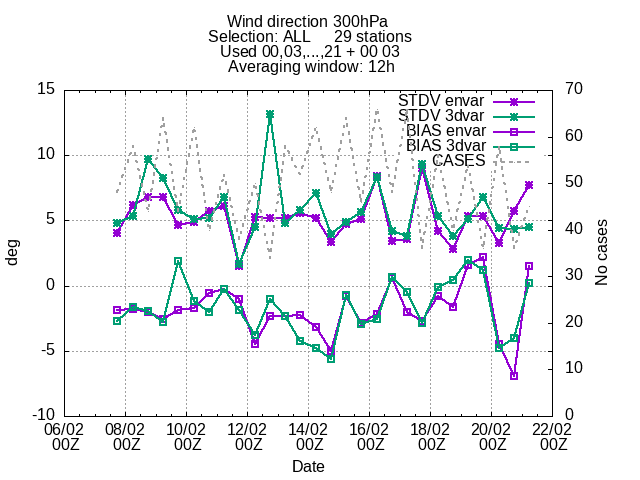 Wind direction 300hPa
Selection: ALL 29 stations
Used 00,03,...,21 + 00 03
Averaging window: 12h
15 70
STDV envar
STDV 3dvar
60
BIAS envar
BIAS 3dvar
10
CASES
50
5
40
deg
No cases
0
30
20
-5
10
-10 0
06/02 08/02 10/02 12/02 14/02 16/02 18/02 20/02 22/02
00Z 00Z 00Z 00Z 00Z 00Z 00Z 00Z 00Z
Date